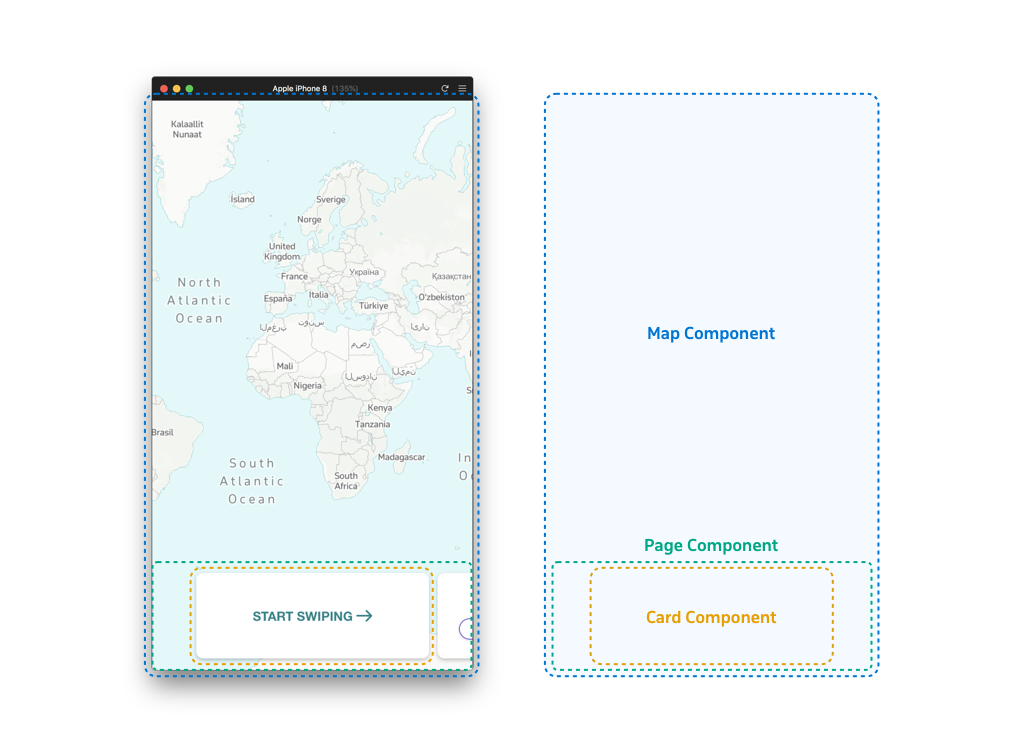 Apple iPhone 8 (135%)
Kalaallit
Nunaat
Ísland
Sverige
Norge
United
Kingdom
France
Україна
Қазақстан
España
Italia
Türkiye
Oʻzbekiston
North
Atlantic
Ocean
المغرب
تونس
مصر
ایران
Mali
السودان
اليمن
Nigeria
Kenya
Tanzania
Brasil
Madagascar
South
Atlantic
Ocean
South
Africa
START SWIPING
Map Component
Page Component
Card Component